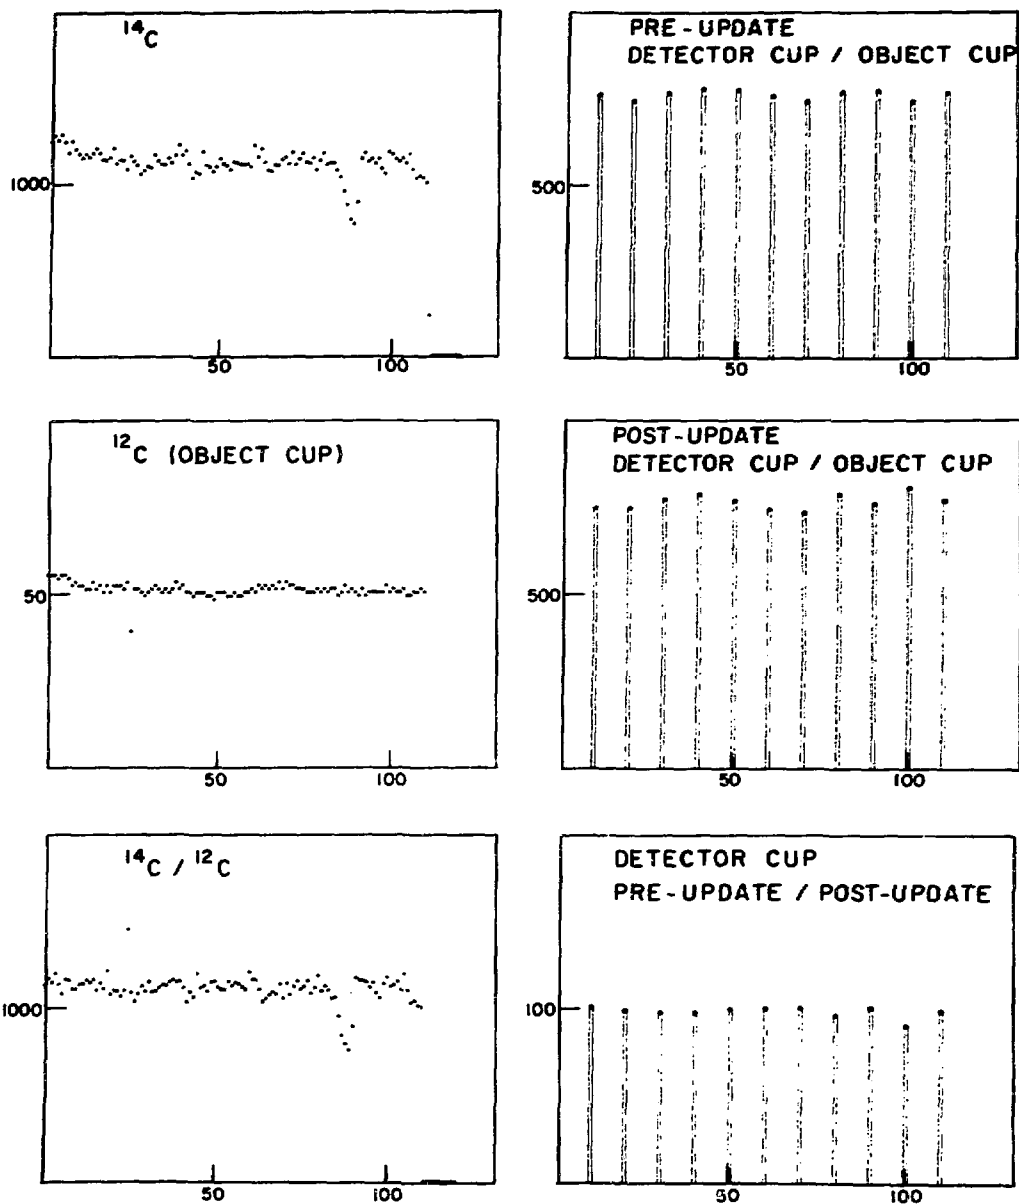 ¹⁴C
1000
50
100
PRE-UPDATE
DETECTOR CUP / OBJECT CUP
500
50
100
¹²C (OBJECT CUP)
50
50
100
POST-UPDATE
DETECTOR CUP / OBJECT CUP
500
50
100
¹⁴C / ¹²C
1000
50
100
DETECTOR CUP
PRE-UPDATE / POST-UPDATE
100
50
100